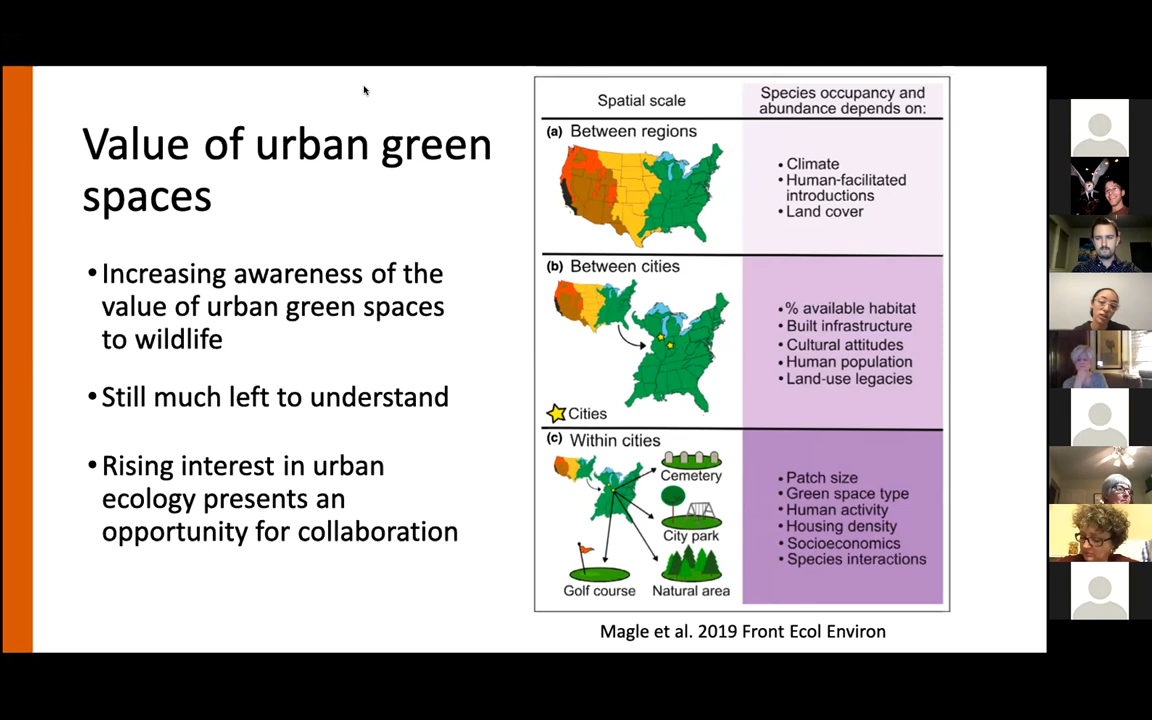 Value of urban green
spaces
• Increasing awareness of the
value of urban green spaces
to wildlife
• Still much left to understand
• Rising interest in urban
ecology presents an
opportunity for collaboration
Spatial scale
Species occupancy and
abundance depends on:
(a) Between regions
• Climate
• Human-facilitated
introductions
• Land cover
(b) Between cities
Cities
• % available habitat
• Built infrastructure
• Cultural attitudes
• Human population
• Land-use legacies
(c) Within cities
Cemetery
City park
Golf course
Natural area
• Patch size
• Green space type
• Human activity
• Housing density
• Socioeconomics
• Species interactions
Magle et al. 2019 Front Ecol Environ